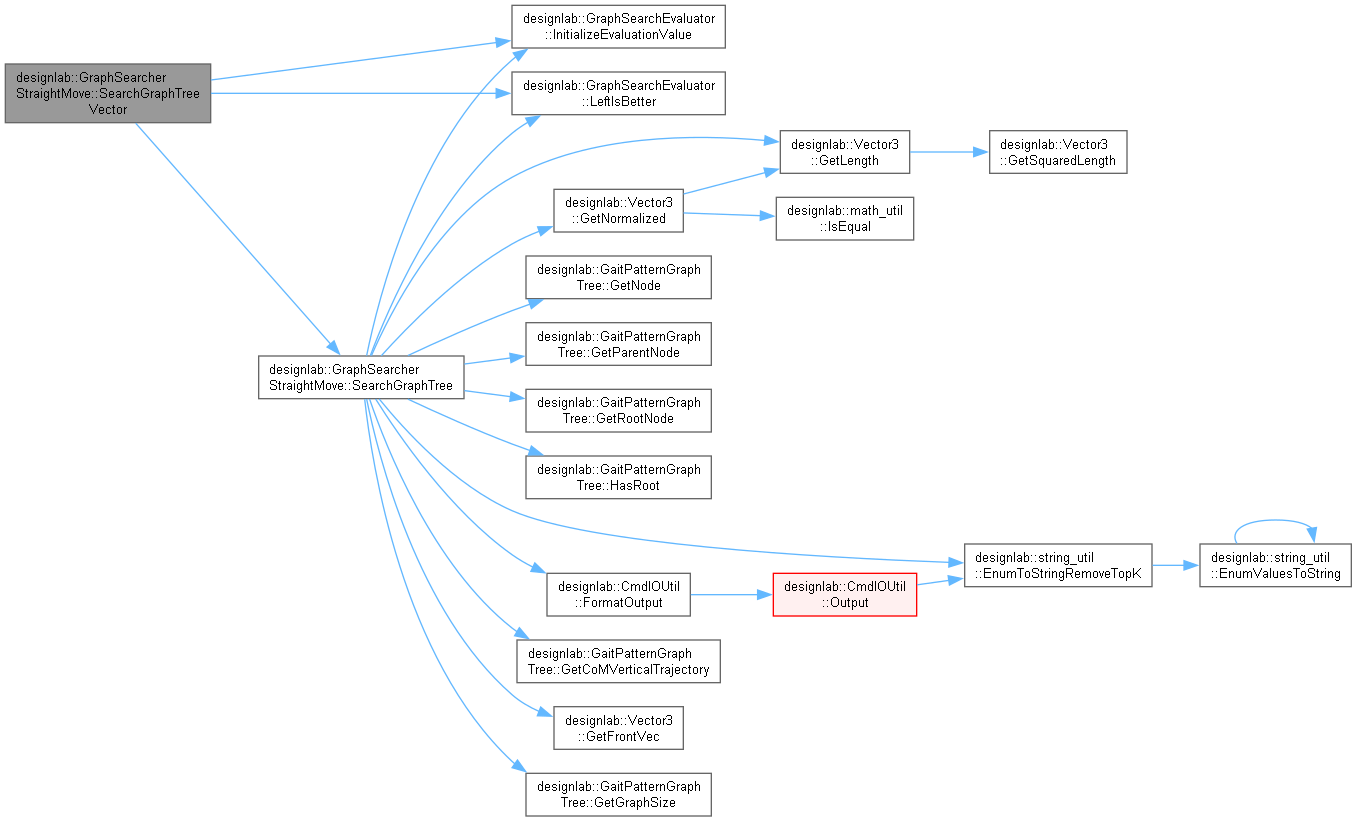 designlab::GraphSearcher
StraightMove::SearchGraphTree
Vector
designlab::GraphSearchEvaluator
::InitializeEvaluationValue
designlab::GraphSearchEvaluator
::LeftIsBetter
designlab::GraphSearcher
StraightMove::SearchGraphTree
designlab::Vector3
::GetLength
designlab::Vector3
::GetSquaredLength
designlab::Vector3
::GetNormalized
designlab::math_util
::IsEqual
designlab::GaitPatternGraph
Tree::GetNode
designlab::GaitPatternGraph
Tree::GetParentNode
designlab::GaitPatternGraph
Tree::GetRootNode
designlab::GaitPatternGraph
Tree::HasRoot
designlab::string_util
::EnumToStringRemoveTopK
designlab::string_util
::EnumValuesToString
designlab::CmdIOUtil
::FormatOutput
designlab::CmdIOUtil
::Output
designlab::GaitPatternGraph
Tree::GetCoMVerticalTrajectory
designlab::Vector3
::GetFrontVec
designlab::GaitPatternGraph
Tree::GetGraphSize